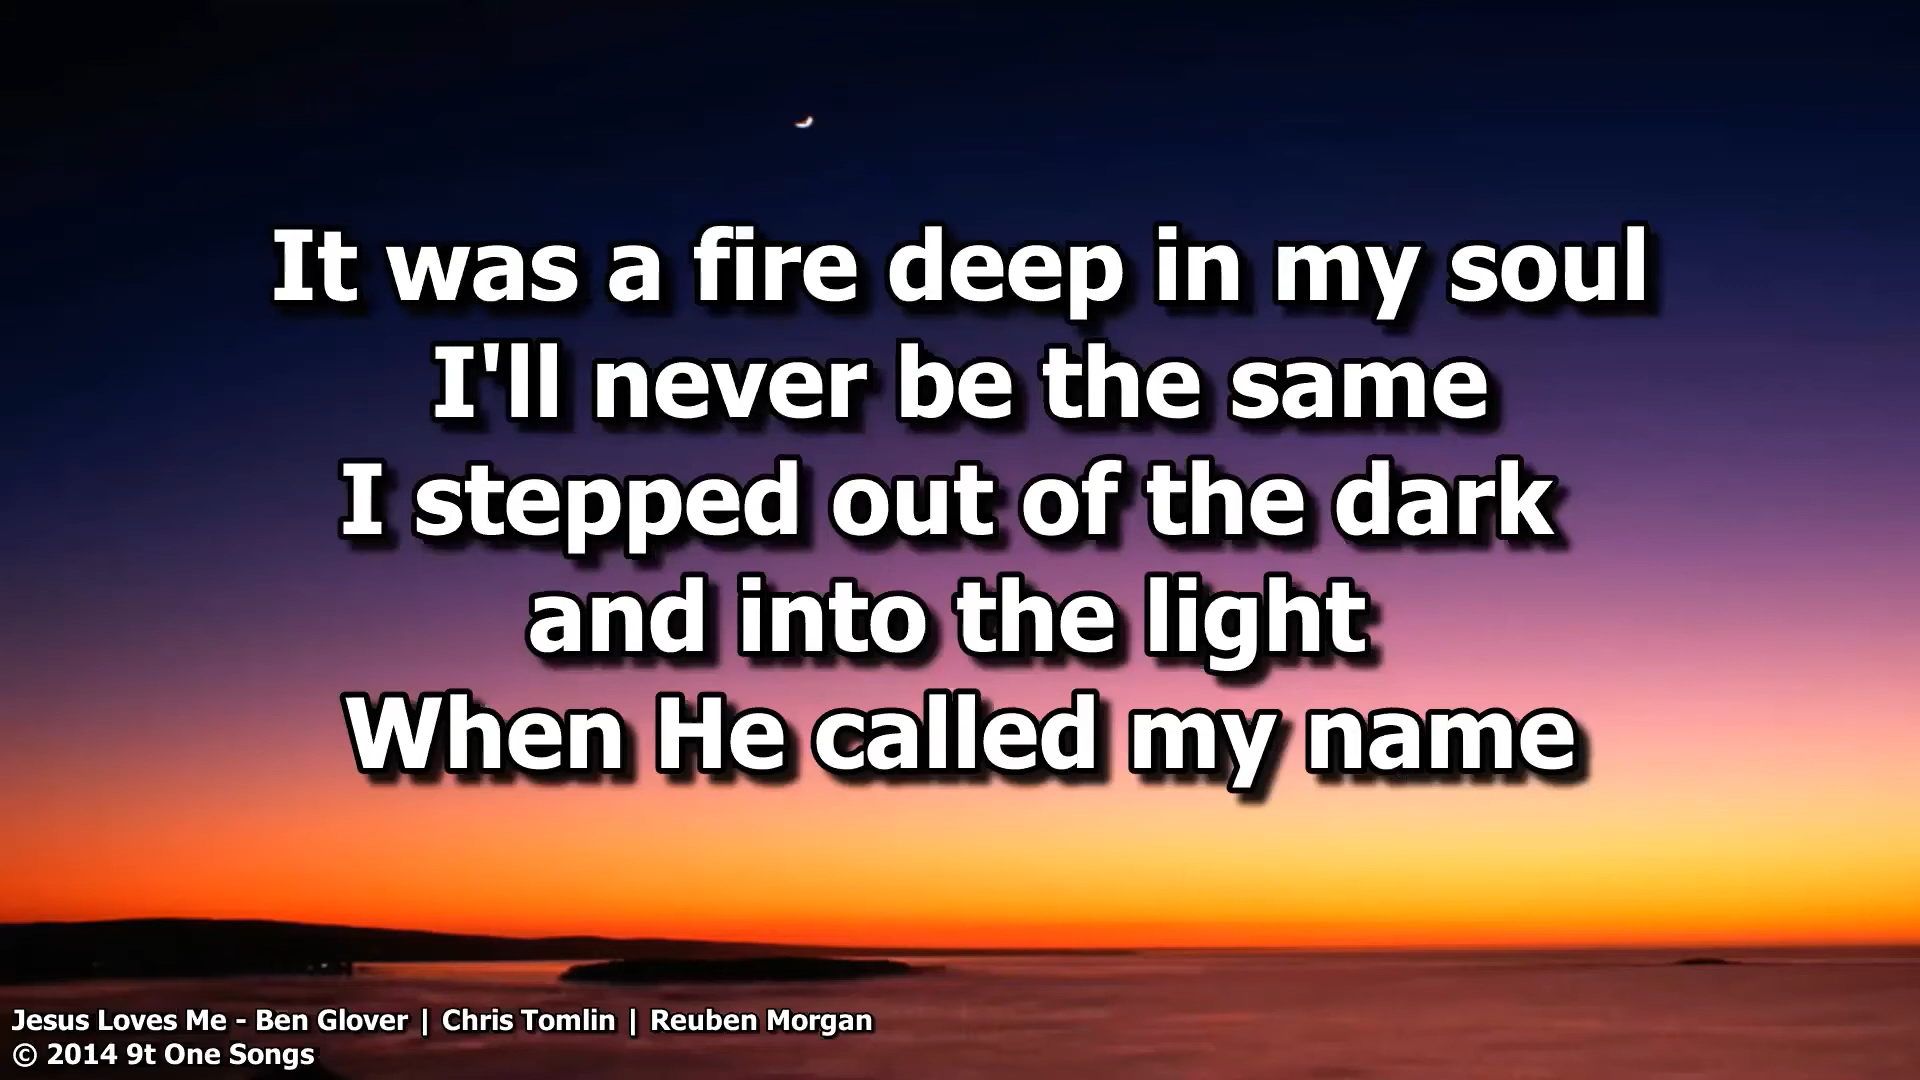 It was a fire deep in my soul
I'll never be the same
I stepped out of the dark
and into the light
When He called my name
Jesus Loves Me - Ben Glover | Chris Tomlin | Reuben Morgan
© 2014 9t One Songs